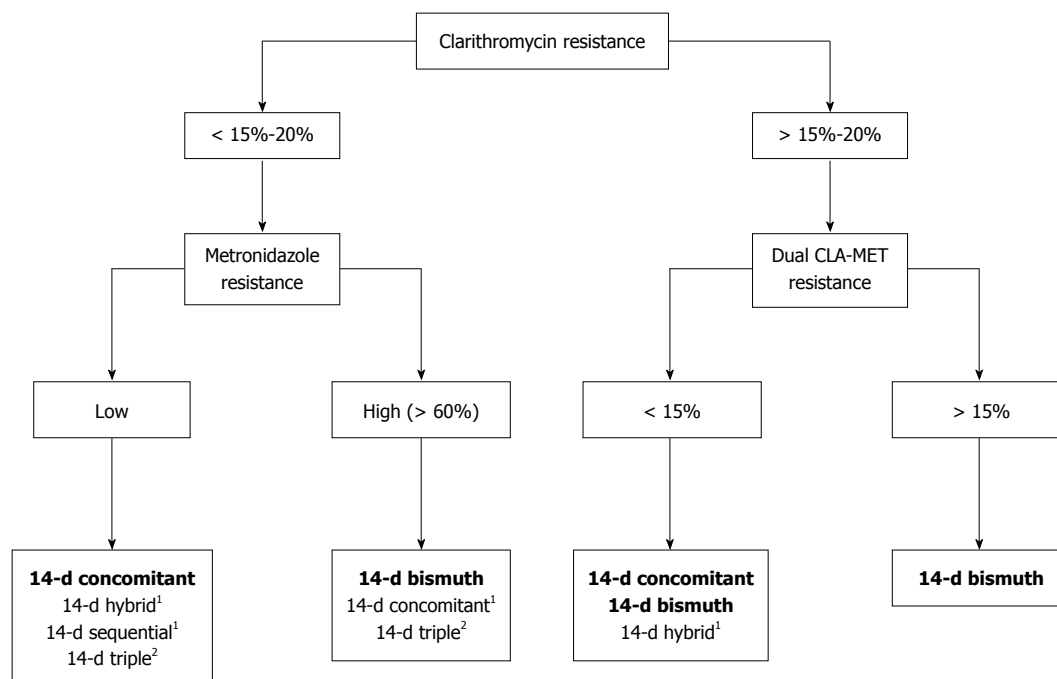 Clarithromycin resistance
< 15%-20%
> 15%-20%
Metronidazole
resistance
Dual CLA-MET
resistance
Low
High (> 60%)
< 15%
> 15%
14-d concomitant
14-d hybrid¹
14-d sequential¹
14-d triple²
14-d bismuth
14-d concomitant¹
14-d triple²
14-d concomitant
14-d bismuth
14-d hybrid¹
14-d bismuth